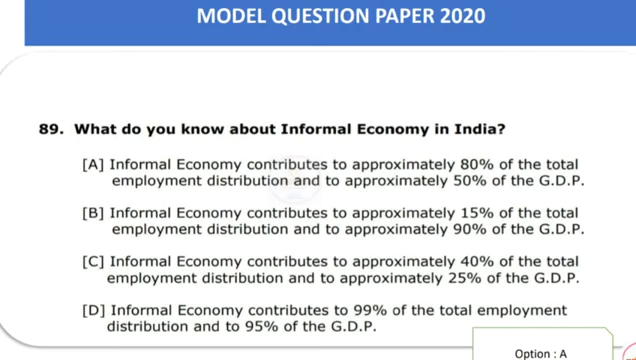 MODEL QUESTION PAPER 2020
89. What do you know about Informal Economy in India?
[A] Informal Economy contributes to approximately 80% of the total
employment distribution and to approximately 50% of the G.D.P.
[B] Informal Economy contributes to approximately 15% of the total
employment distribution and to approximately 90% of the G.D.P.
[C] Informal Economy contributes to approximately 40% of the total
employment distribution and to approximately 25% of the G.D.P.
[D] Informal Economy contributes to 99% of the total employment
distribution and to 95% of the G.D.P.
Option : A